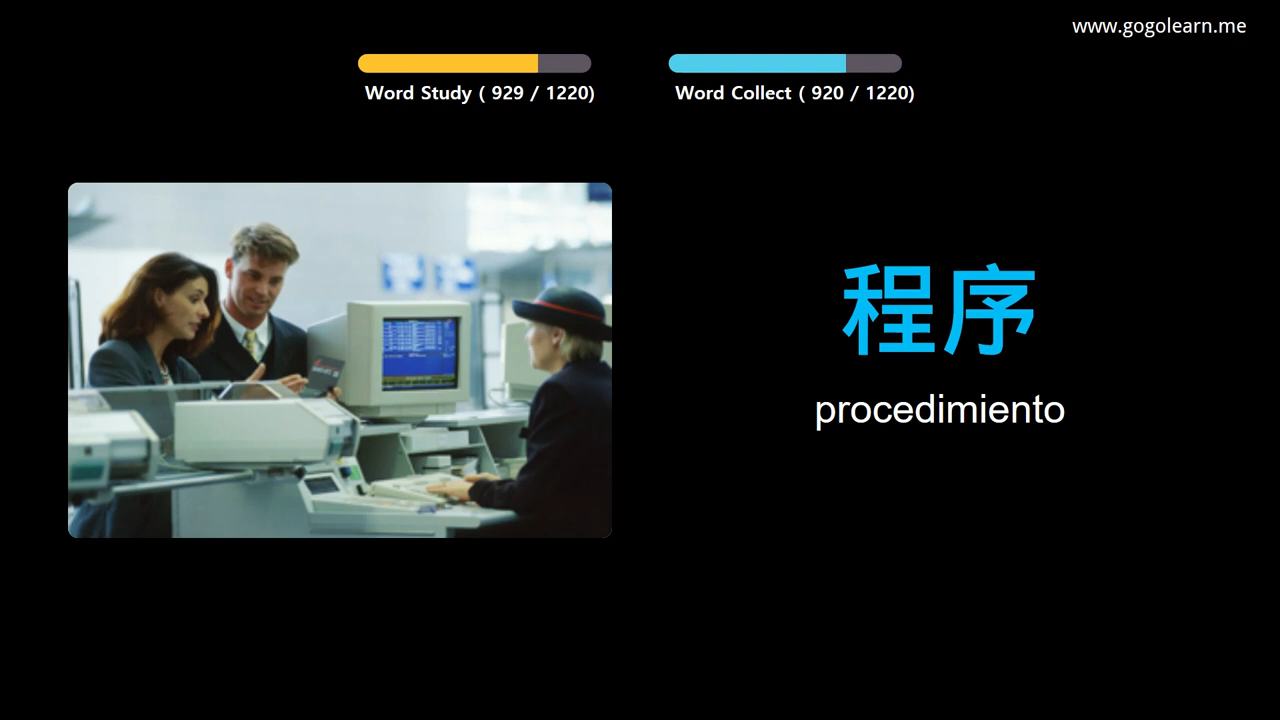 www.gogolearn.me
Word Study ( 929 / 1220)
Word Collect ( 920 / 1220)
程序
procedimiento